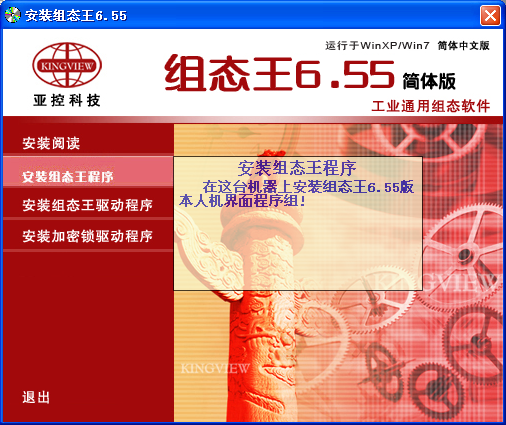 安装组态王6.55
运行于WinXP/Win7 简体中文版
KINGVIEW
组态王6.55 简体版
亚控科技
工业通用组态软件
安装阅读
安装组态王程序
安装组态王驱动程序
安装加密锁驱动程序
退出
安装组态王程序
在这台机器上安装组态王6.55版
本人机界面程序组!
KINGVIEW
KINGVIEW